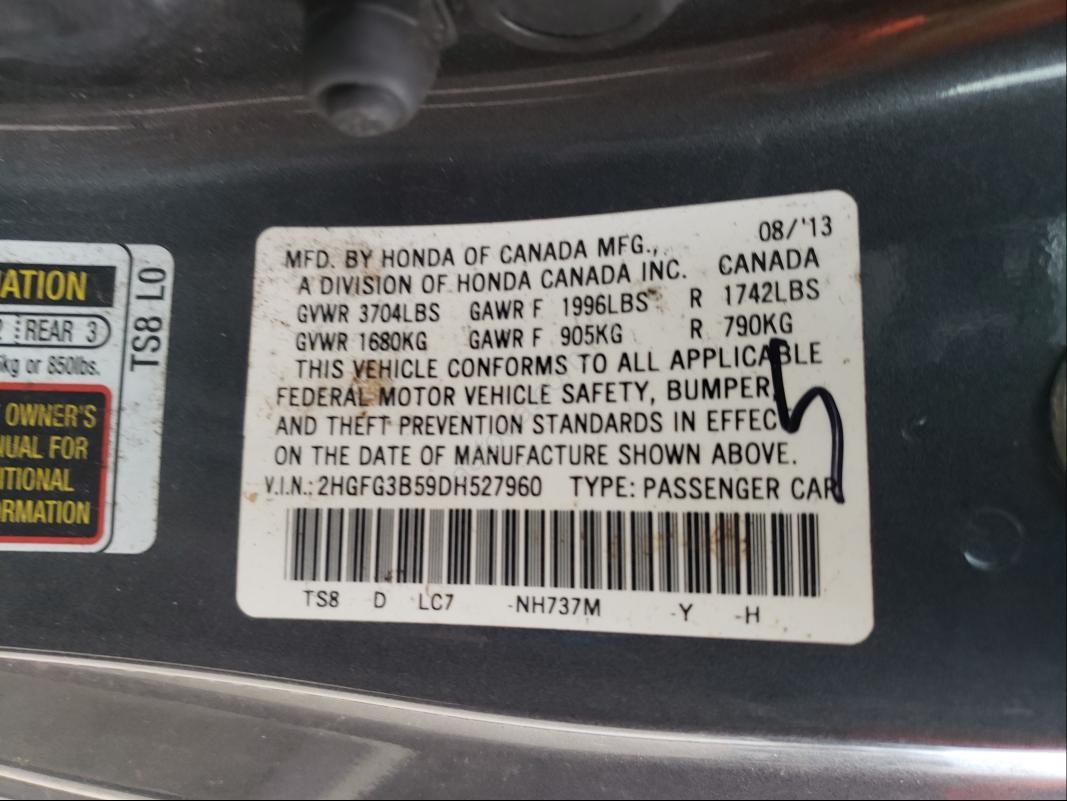 ATION
REAR 3
kg or 850lbs.
OWNER'S
UAL FOR
ITIONAL
RMATION
TS8 L0
MFD. BY HONDA OF CANADA MFG., 08/'13
A DIVISION OF HONDA CANADA INC. CANADA
GVWR 3704LBS GAWR F 1996LBS R 1742LBS
GVWR 1680KG GAWR F 905KG R 790KG
THIS VEHICLE CONFORMS TO ALL APPLICABLE
FEDERAL MOTOR VEHICLE SAFETY, BUMPER,
AND THEFT PREVENTION STANDARDS IN EFFECT
ON THE DATE OF MANUFACTURE SHOWN ABOVE.
V.I.N.: 2HGFG3B59DH527960 TYPE: PASSENGER CAR
TS8 D LC7 -NH737M -Y -H